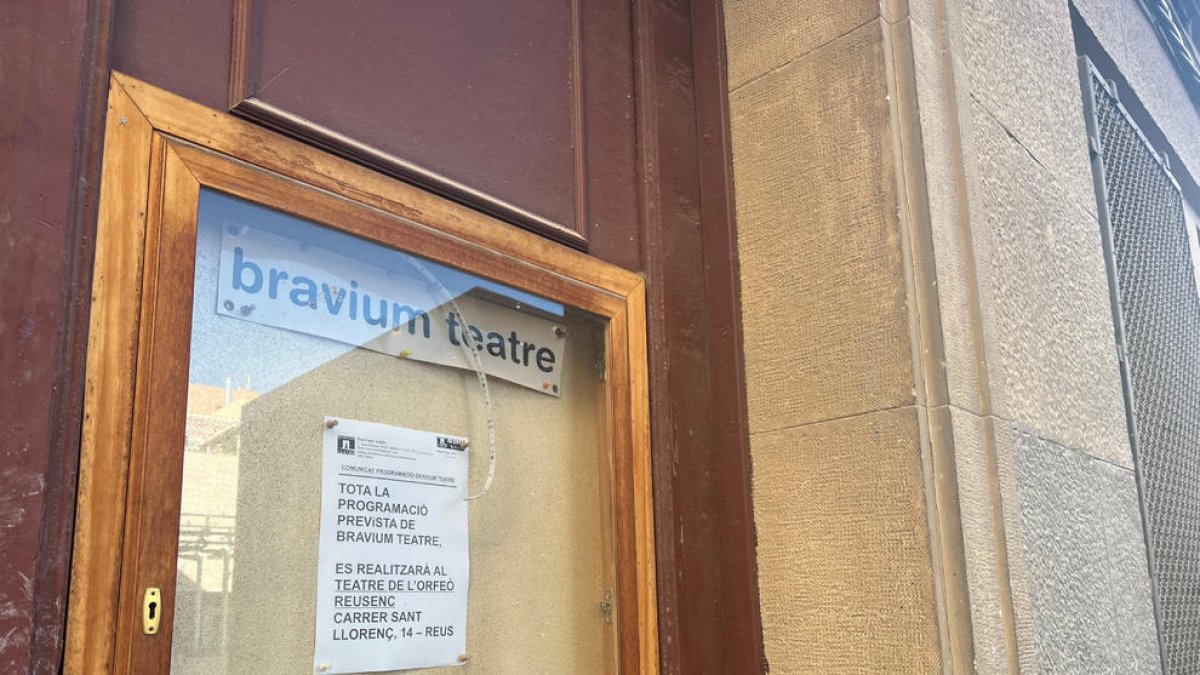 bravium teatre
COMUNICAT PROGRAMACIÓ BRAVIUM TEATRE
TOTA LA
PROGRAMACIÓ
PREVÍSTA DE
BRAVIUM TEATRE,
ES REALITZARÀ AL
TEATRE DE L'ORFEÓ
REUSENC
CARRER SANT
LLORENÇ, 14 – REUS